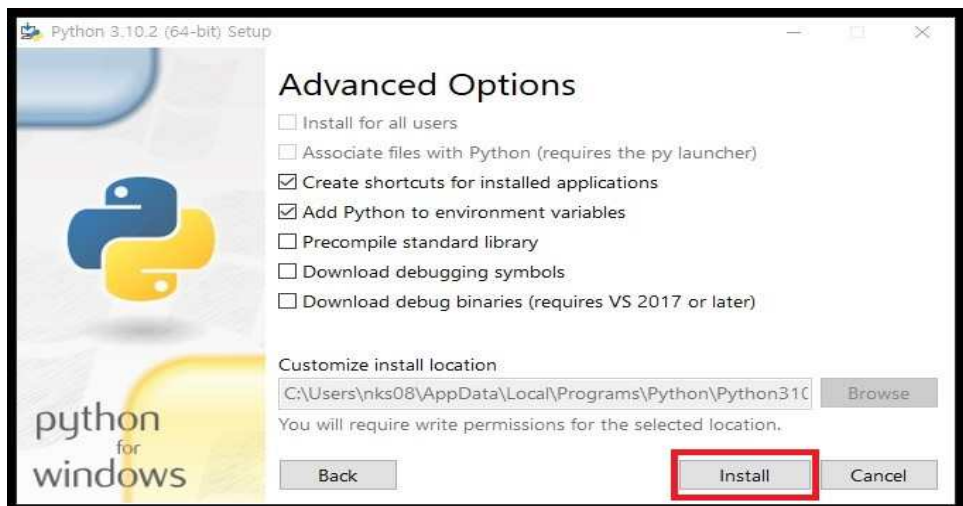 Python 3.10.2 (64-bit) Setup
Advanced Options
Install for all users
Associate files with Python (requires the py launcher)
Create shortcuts for installed applications
Add Python to environment variables
Precompile standard library
Download debugging symbols
Download debug binaries (requires VS 2017 or later)
Customize install location
C:\Users\nks08\AppData\Local\Programs\Python\Python310
Browse
You will require write permissions for the selected location.
python
for
windows
Back
Install
Cancel